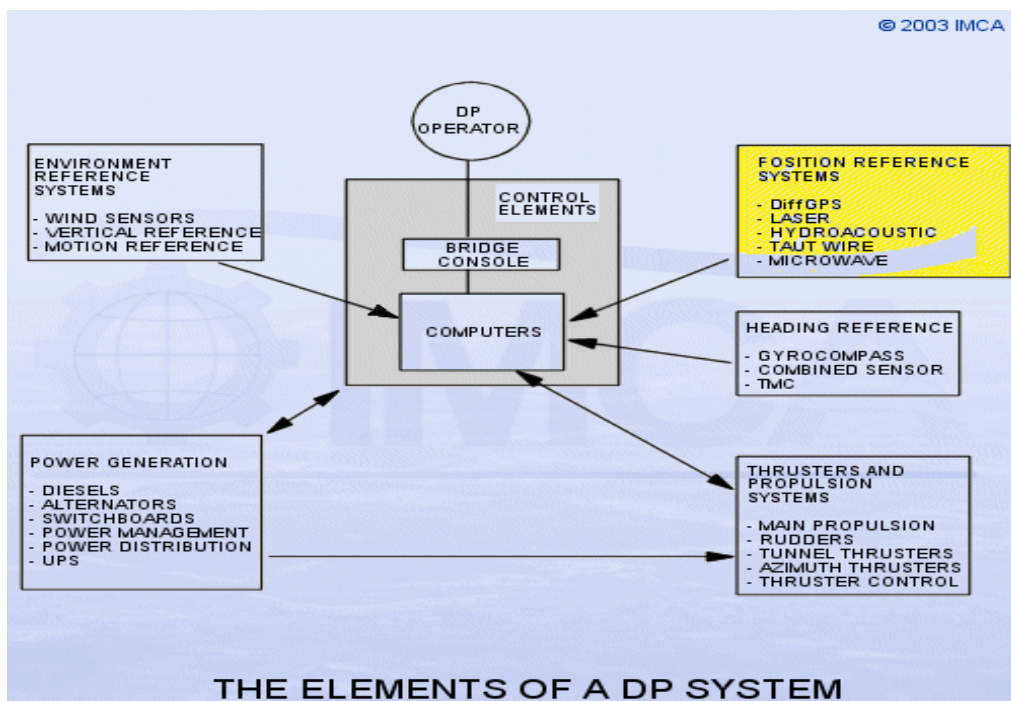 © 2003 IMCA
DP
OPERATOR
ENVIRONMENT
REFERENCE
SYSTEMS
- WIND SENSORS
- VERTICAL REFERENCE
- MOTION REFERENCE
CONTROL
ELEMENTS
BRIDGE
CONSOLE
COMPUTERS
POSITION REFERENCE
SYSTEMS
- DiffGPS
- LASER
- HYDROACOUSTIC
- TAUT WIRE
- MICROWAVE
HEADING REFERENCE
- GYROCOMPASS
- COMBINED SENSOR
- TMC
POWER GENERATION
- DIESELS
- ALTERNATORS
- SWITCHBOARDS
- POWER MANAGEMENT
- POWER DISTRIBUTION
- UPS
THRUSTERS AND
PROPULSION
SYSTEMS
- MAIN PROPULSION
- RUDDERS
- TUNNEL THRUSTERS
- AZIMUTH THRUSTERS
- THRUSTER CONTROL
IMCA
THE ELEMENTS OF A DP SYSTEM